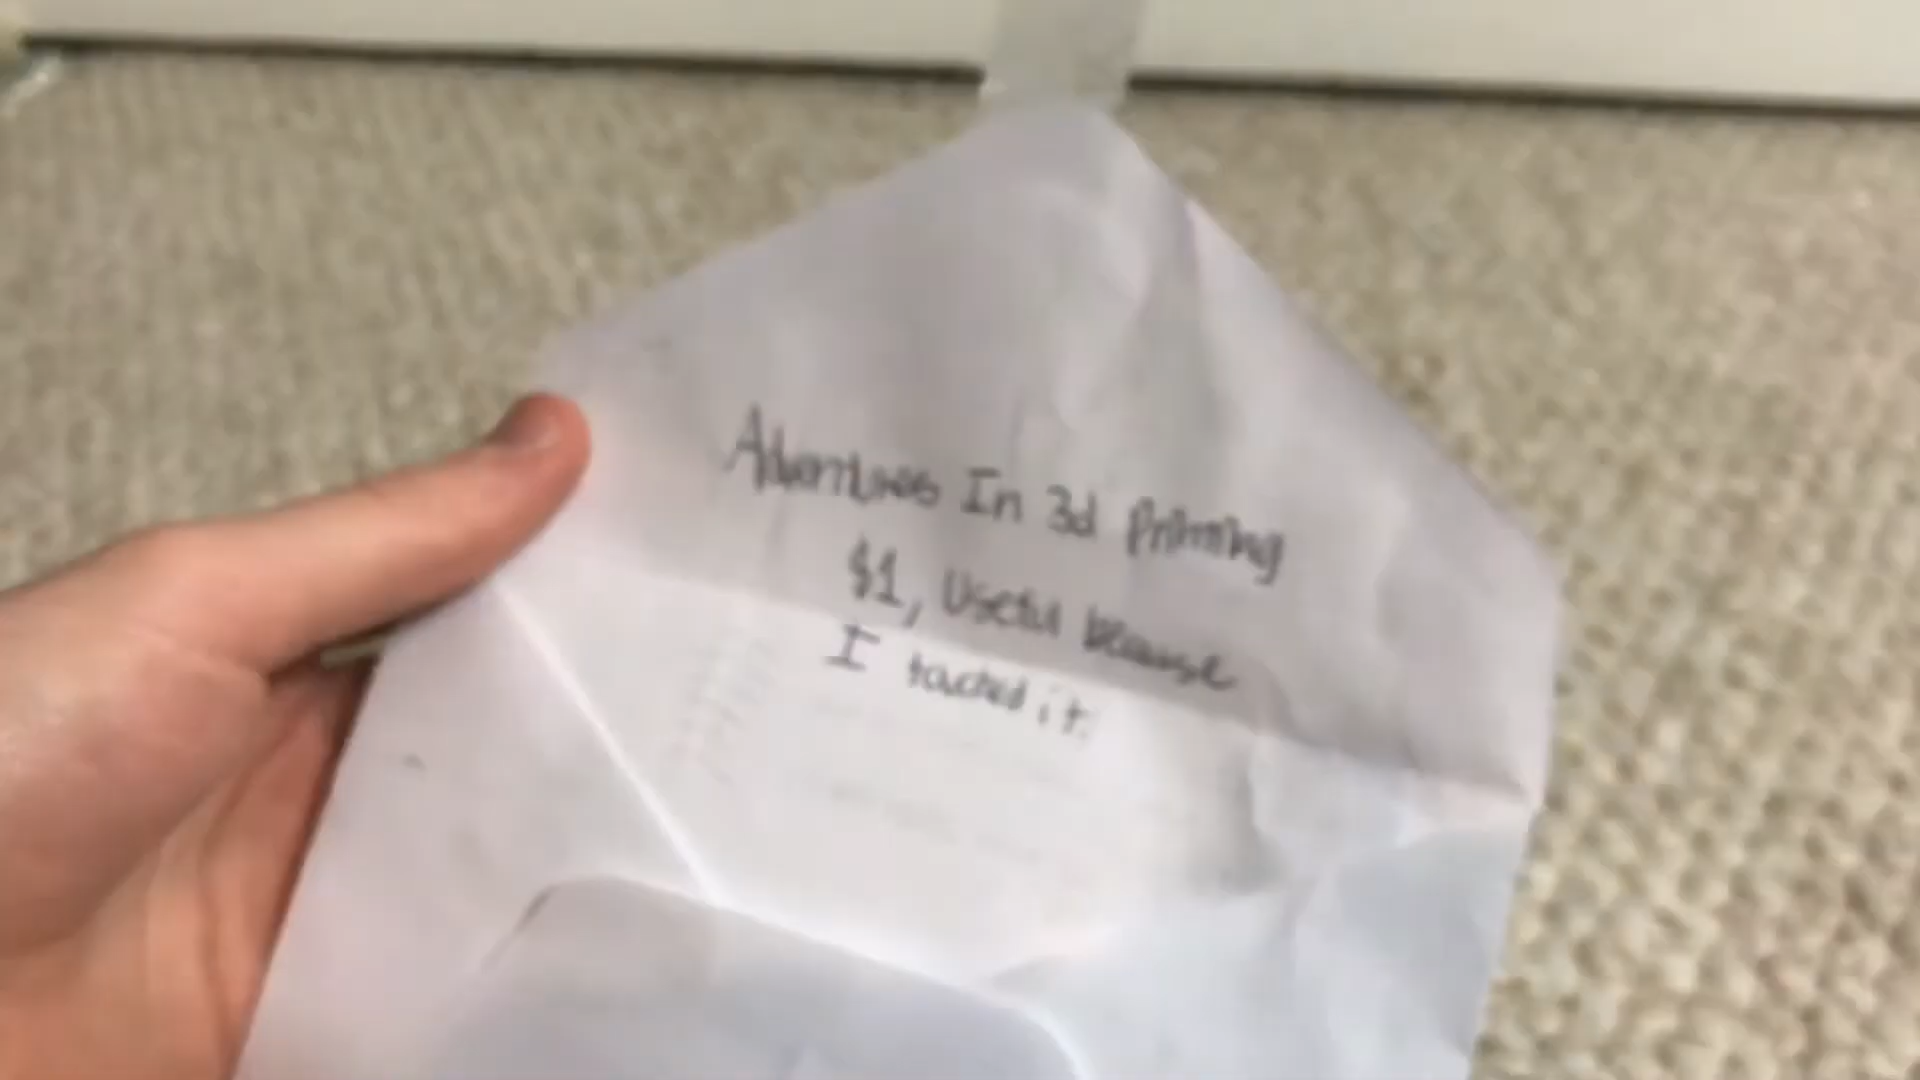 Adventures In 3d Printing
$1, Useful because
I touched it.